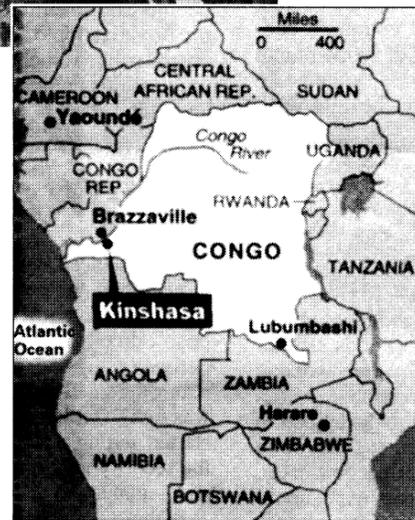 Miles
0 400
CENTRAL
AFRICAN REP.
SUDAN
CAMEROON
Yaoundé
Congo
River
UGANDA
CONGO
REP.
RWANDA
Brazzaville
CONGO
TANZANIA
Kinshasa
Atlantic
Ocean
Lubumbashi
ANGOLA
ZAMBIA
Harare
ZIMBABWE
NAMIBIA
BOTSWANA